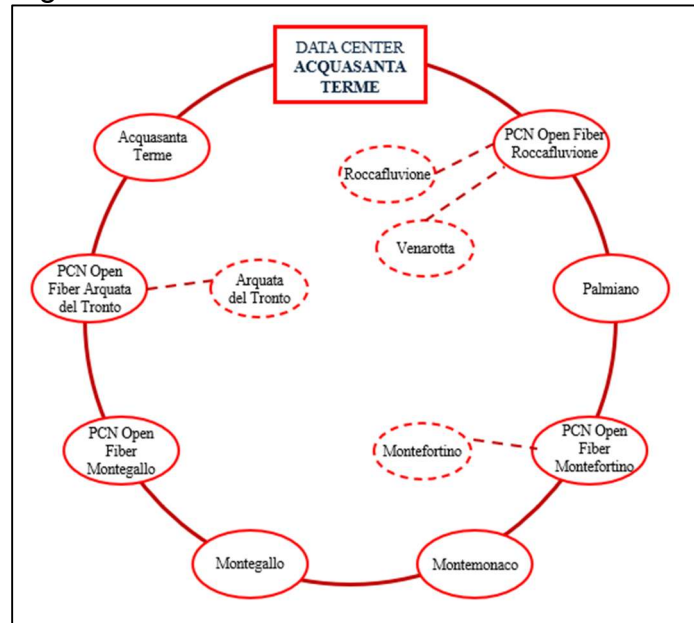 DATA CENTER
ACQUASANTA
TERME
Acquasanta
Terme
PCN Open Fiber
Roccafluvione
Roccafluvione
Venarotta
PCN Open
Fiber Arquata
del Tronto
Arquata
del Tronto
Palmiano
PCN Open
Fiber
Montegallo
Montefortino
PCN Open
Fiber
Montefortino
Montegallo
Montemonaco